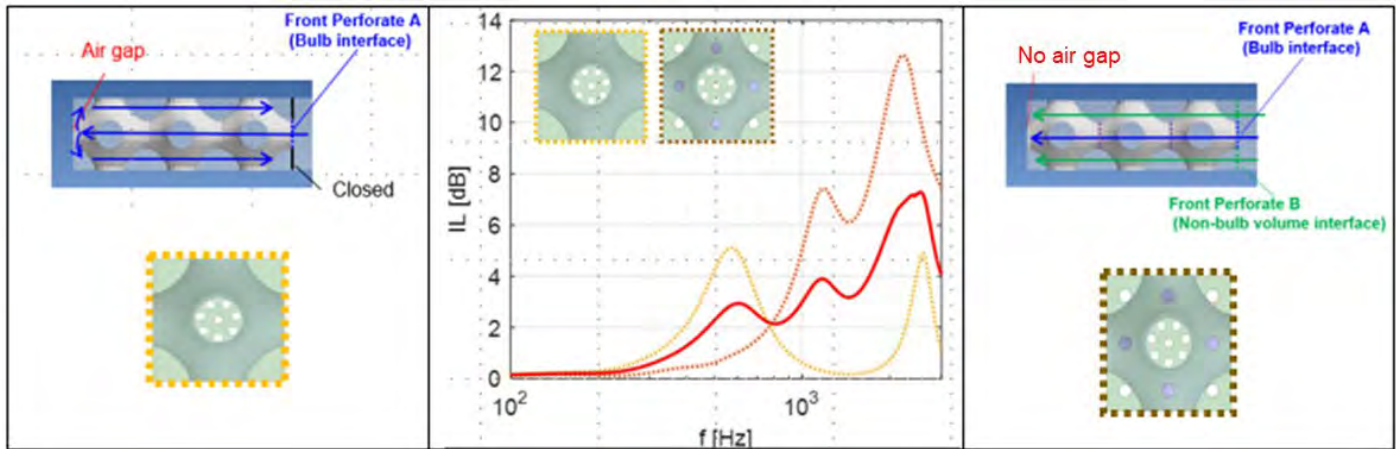 Front Perforate A
(Bulb interface)
Air gap
Closed
14
12
10
8
6
4
2
0
IL [dB]
10²
10³
f [Hz]
Front Perforate A
(Bulb interface)
No air gap
Front Perforate B
(Non-bulb volume interface)